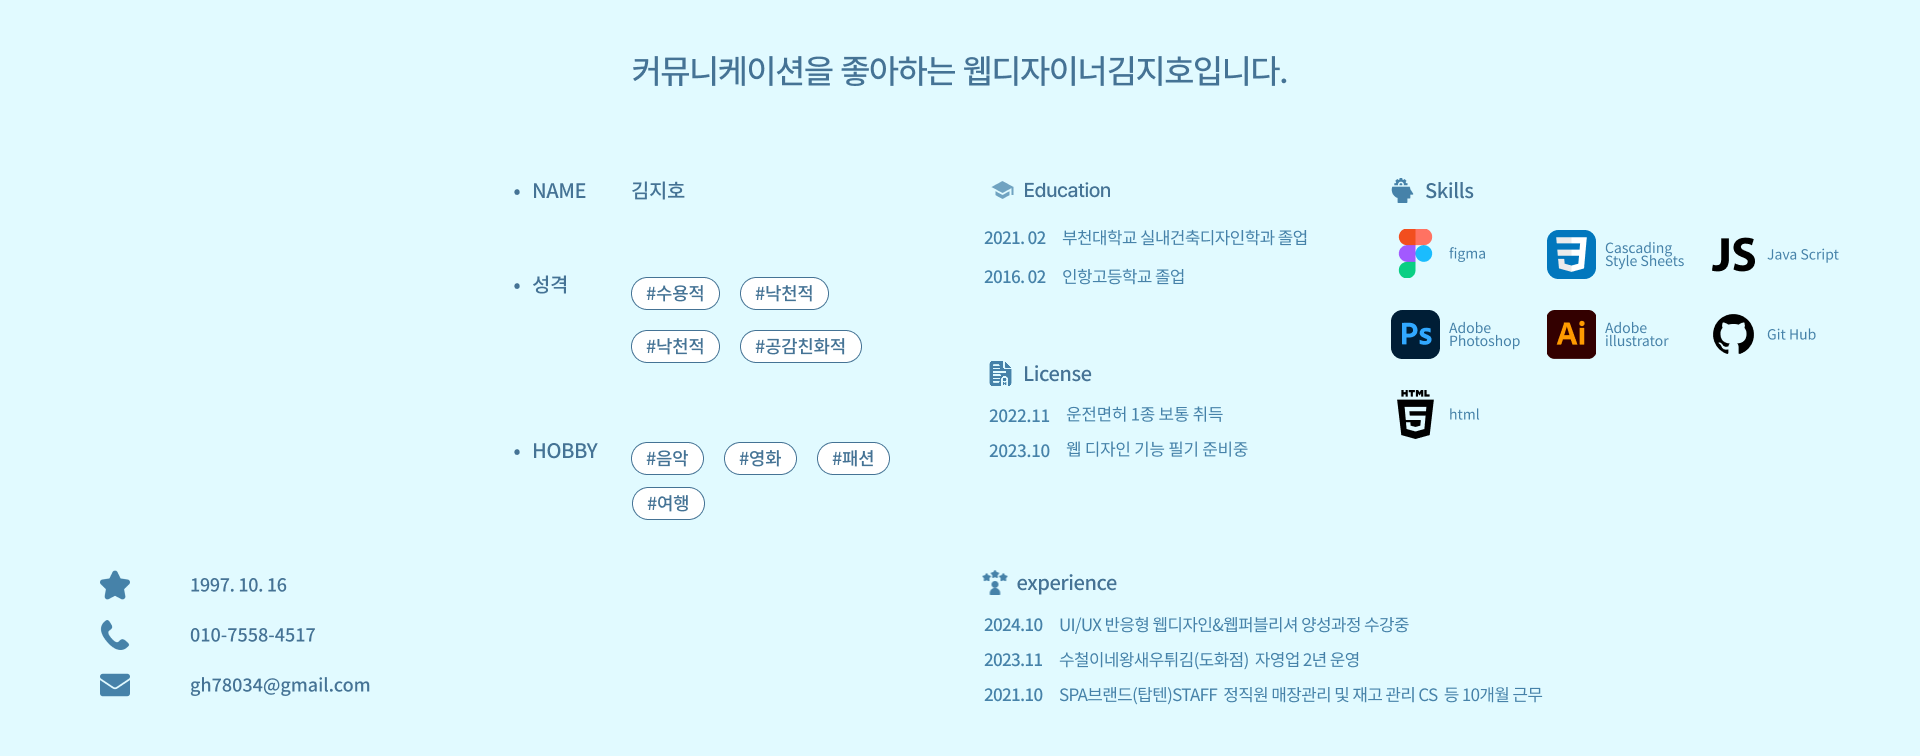 커뮤니케이션을 좋아하는 웹디자이너김지호입니다.
• NAME 김지호
• 성격
#수용적 #낙천적
#낙천적 #공감친화적
• HOBBY
#음악 #영화 #패션
#여행
1997. 10. 16
010-7558-4517
gh78034@gmail.com
Education
2021. 02 부천대학교 실내건축디자인학과 졸업
2016. 02 인항고등학교 졸업
License
2022.11 운전면허 1종 보통 취득
2023.10 웹 디자인 기능 필기 준비중
experience
2024.10 UI/UX 반응형 웹디자인&웹퍼블리셔 양성과정 수강중
2023.11 수철이네왕새우튀김(도화점) 자영업 2년 운영
2021.10 SPA브랜드(탑텐)STAFF 정직원 매장관리 및 재고 관리 CS 등 10개월 근무
Skills
figma
Cascading
Style Sheets
JS Java Script
Ps Adobe
Photoshop
Ai Adobe
illustrator
Git Hub
HTML
5 html